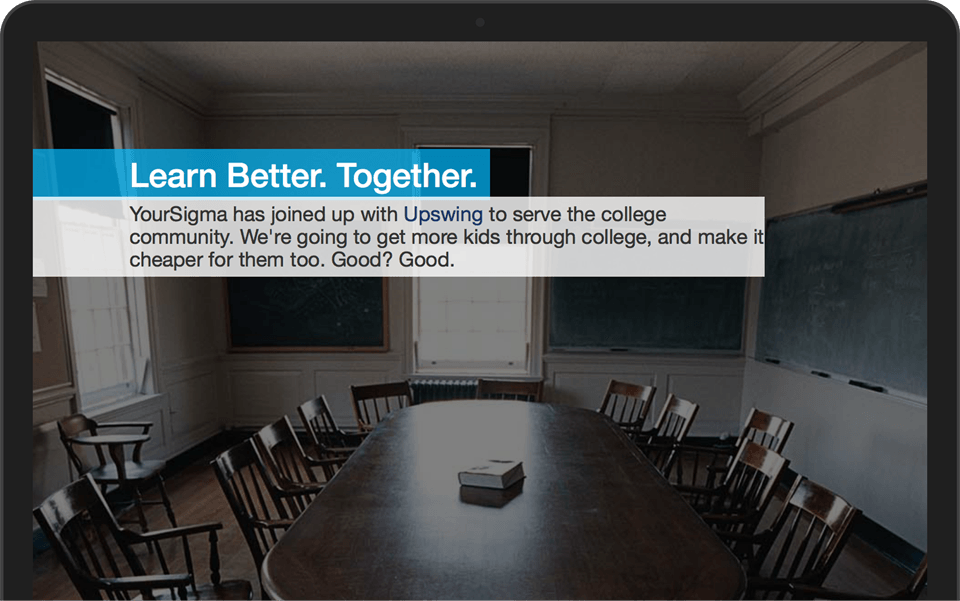 Learn Better. Together.
YourSigma has joined up with Upswing to serve the college
community. We're going to get more kids through college, and make it
cheaper for them too. Good? Good.